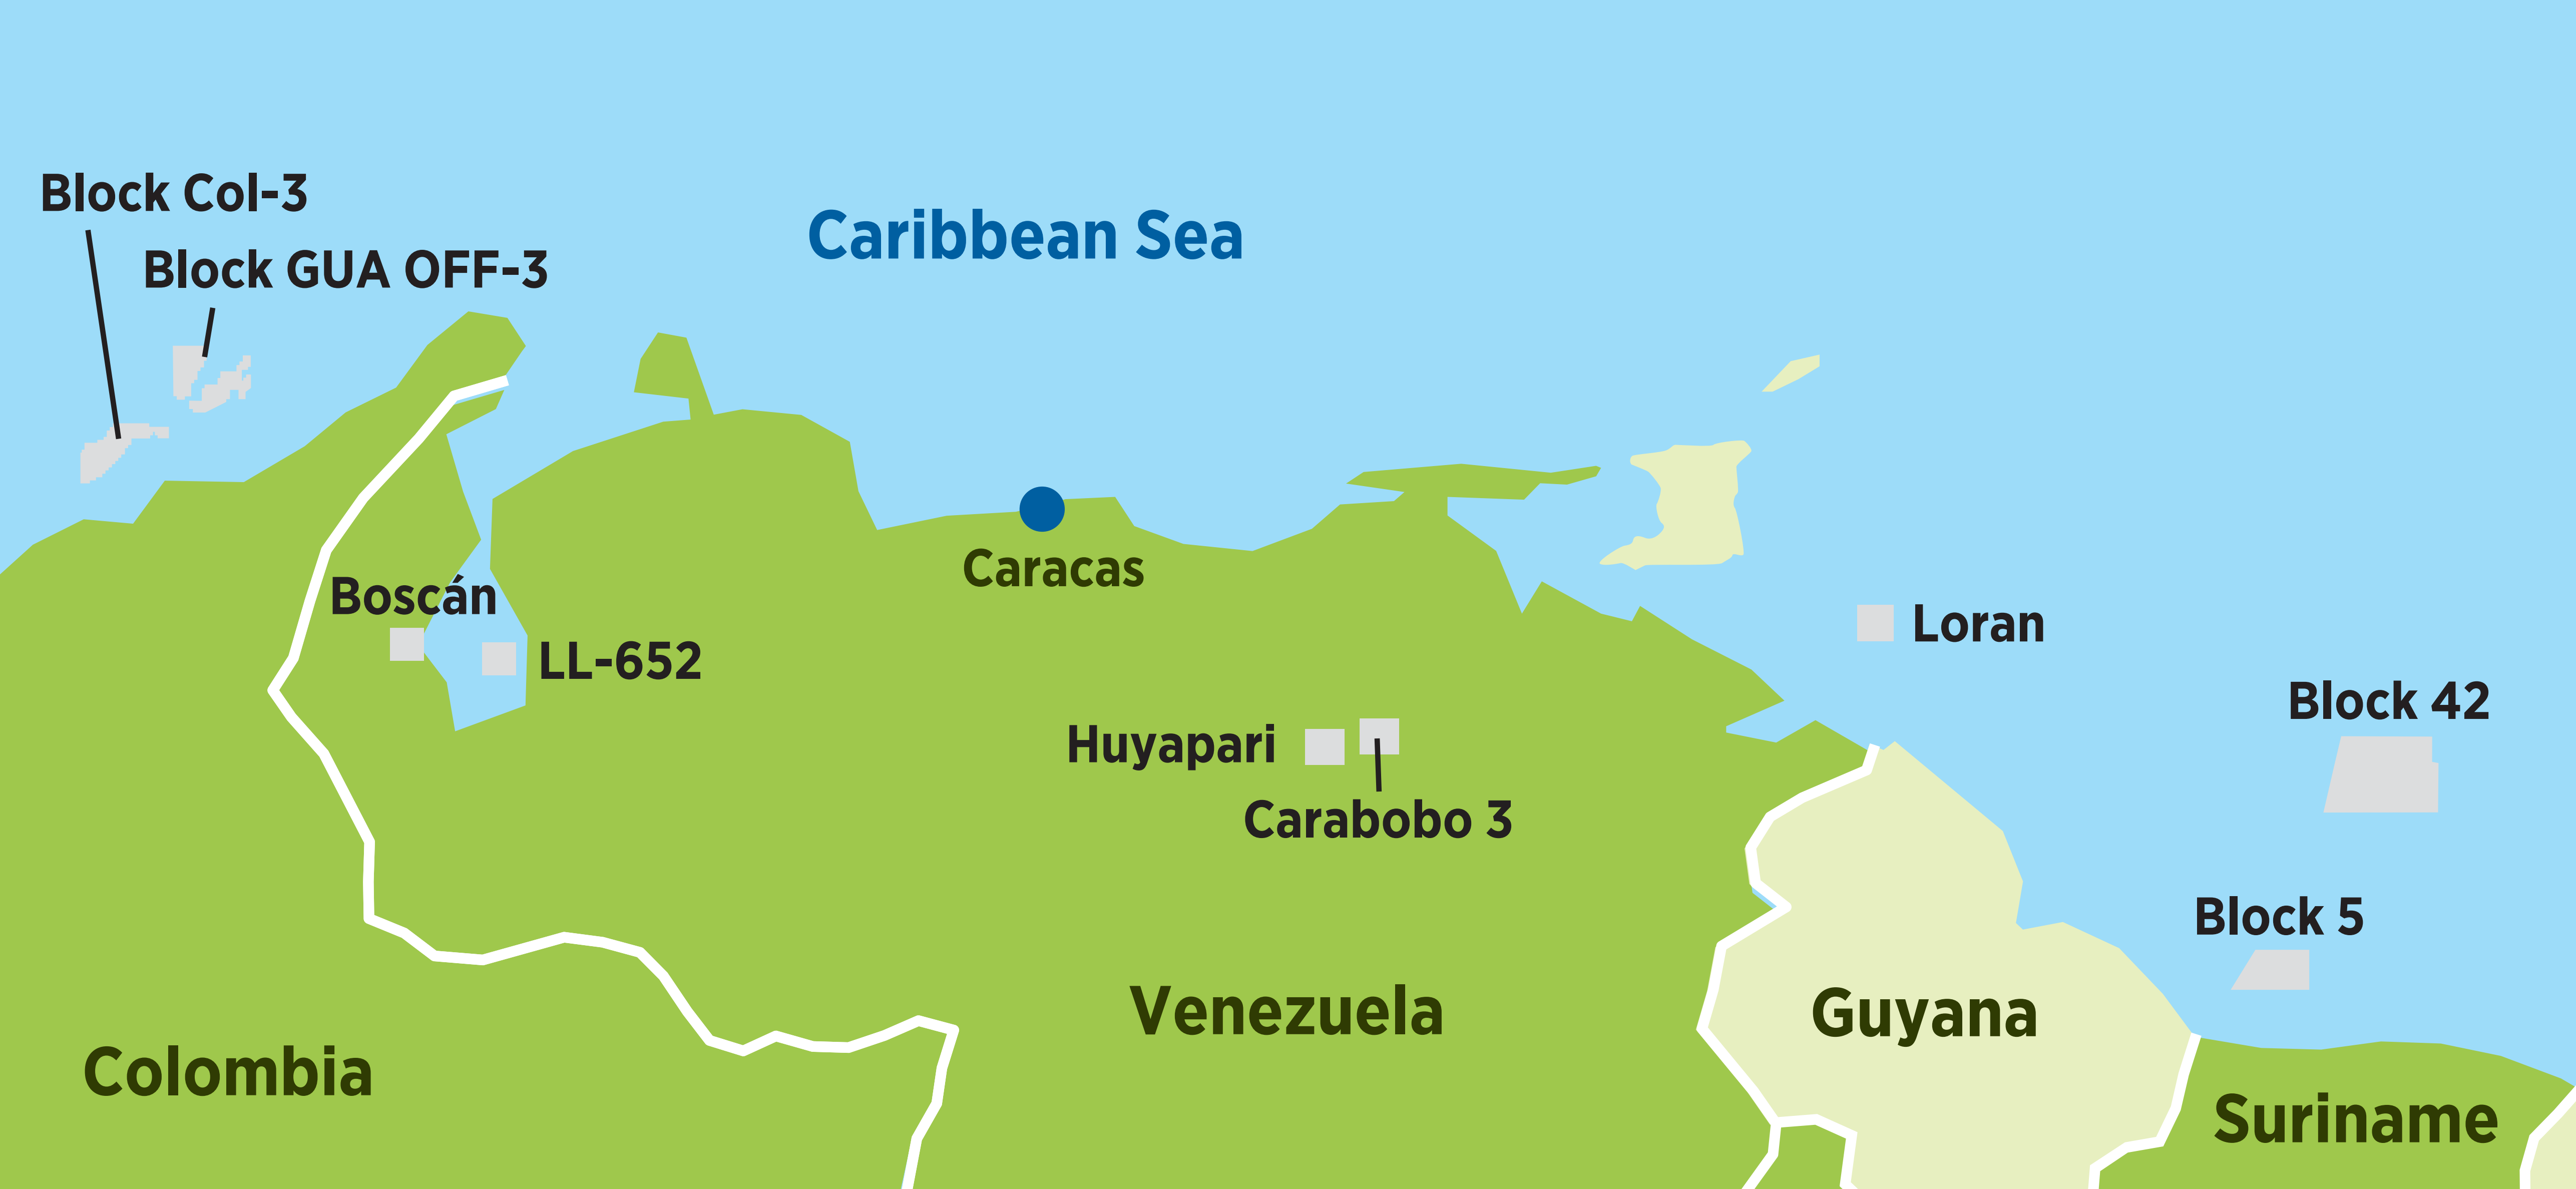 Block Col-3
Caribbean Sea
Block GUA OFF-3
Caracas
Boscán
LL-652
Loran
Block 42
Huyapari
Carabobo 3
Block 5
Venezuela
Guyana
Colombia
Suriname